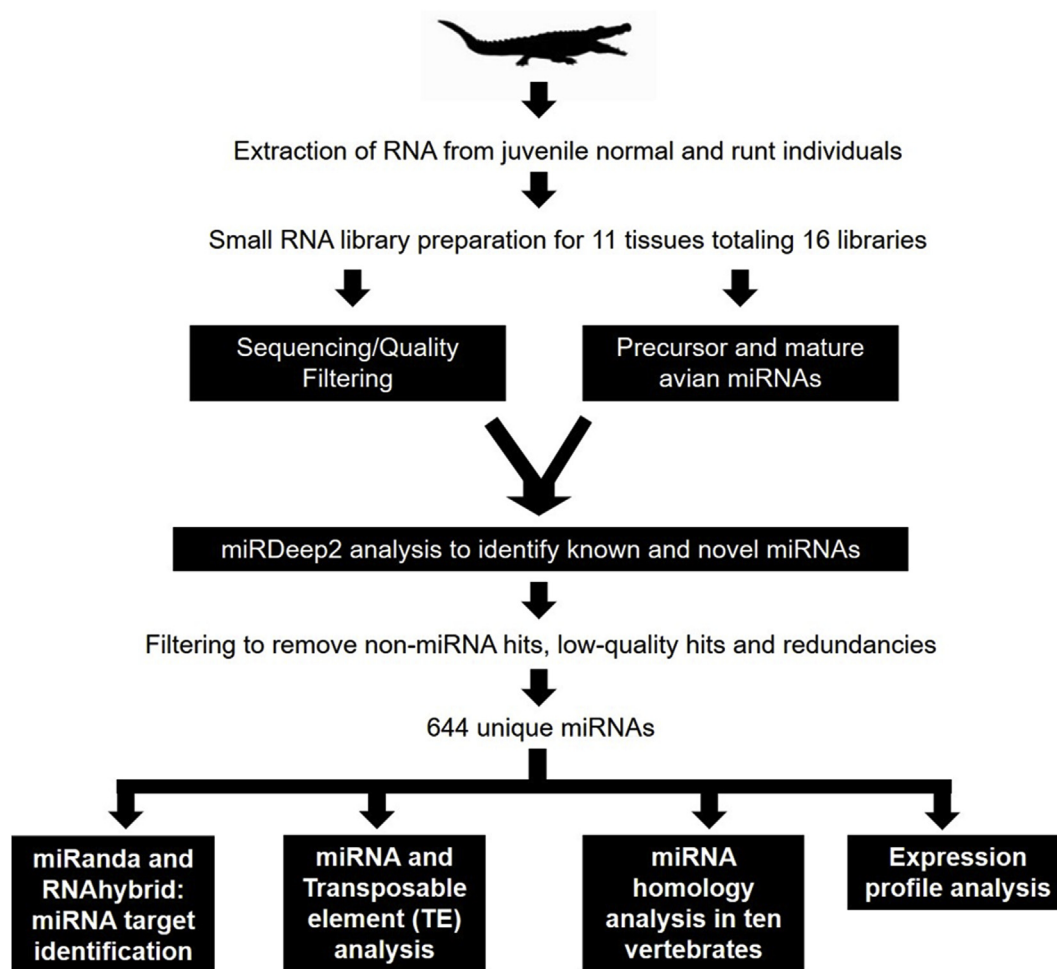 Extraction of RNA from juvenile normal and runt individuals
Small RNA library preparation for 11 tissues totaling 16 libraries
Sequencing/Quality
Filtering
Precursor and mature
avian miRNAs
miRDeep2 analysis to identify known and novel miRNAs
Filtering to remove non-miRNA hits, low-quality hits and redundancies
644 unique miRNAs
miRanda and
RNAhybrid:
miRNA target
identification
miRNA and
Transposable
element (TE)
analysis
miRNA
homology
analysis in ten
vertebrates
Expression
profile analysis